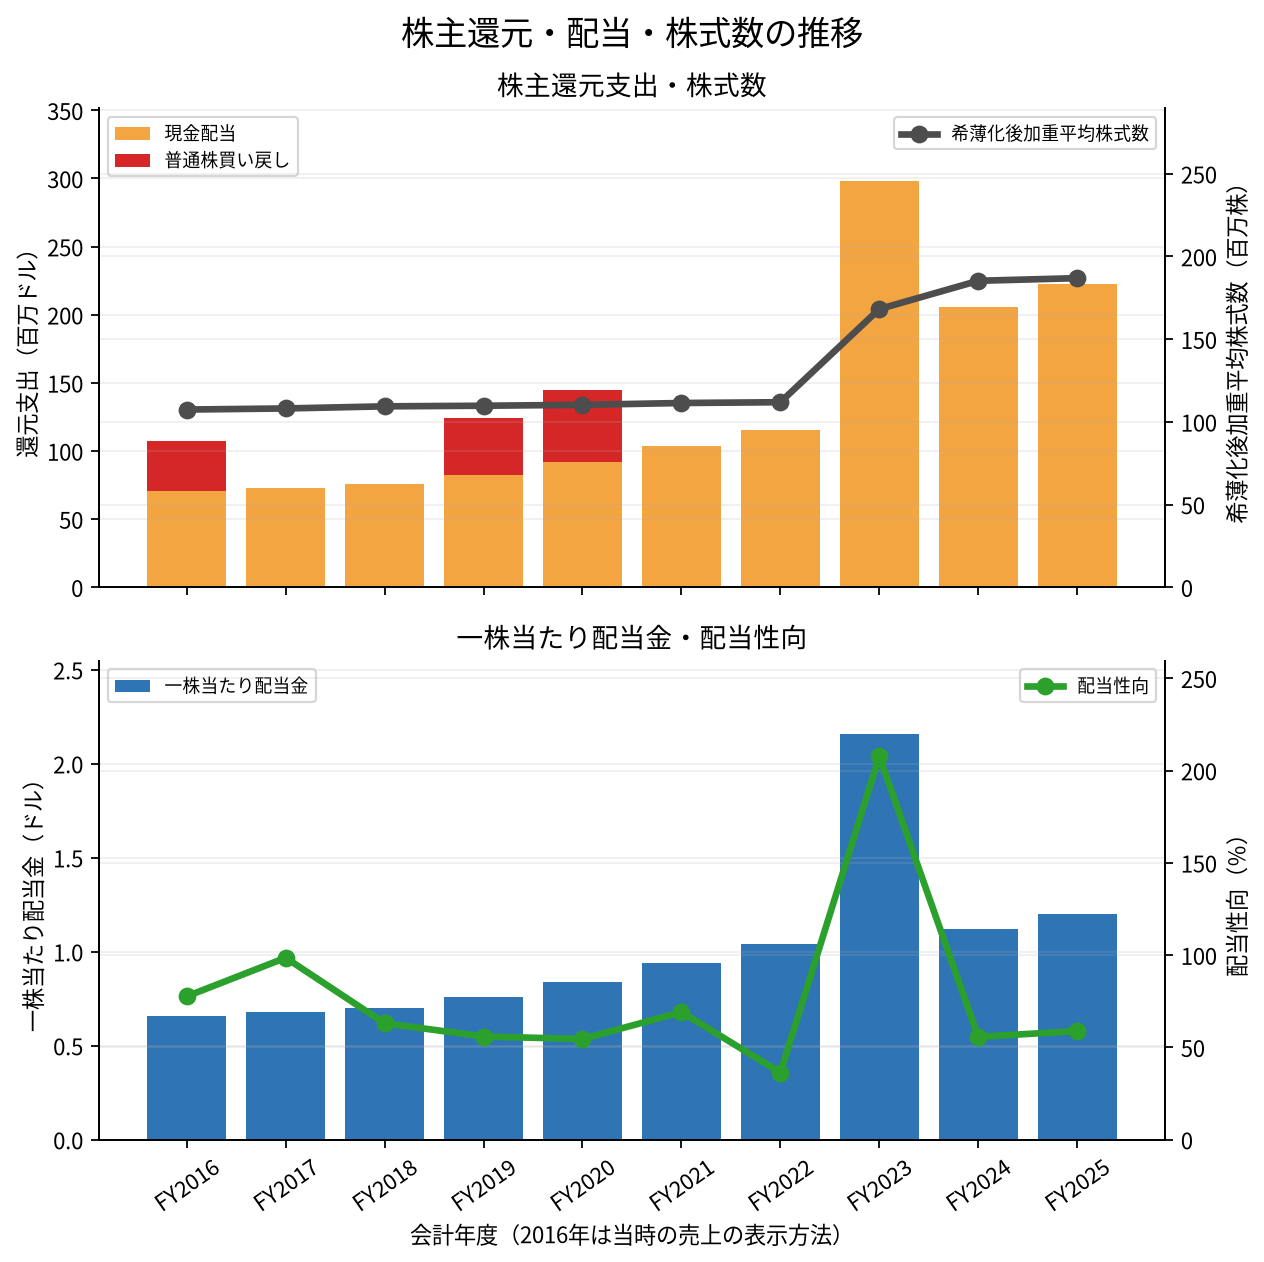 株主還元・配当・株式数の推移
株主還元支出・株式数
現金配当
普通株買い戻し
希薄化後加重平均株式数
還元支出（百万ドル）
350
300
250
200
150
100
50
0
250
200
150
100
50
0
希薄化後加重平均株式数（百万株）
一株当たり配当金・配当性向
一株当たり配当金
配当性向
一株当たり配当金（ドル）
2.5
2.0
1.5
1.0
0.5
0.0
250
200
150
100
50
0
配当性向（%）
FY2016
FY2017
FY2018
FY2019
FY2020
FY2021
FY2022
FY2023
FY2024
FY2025
会計年度（2016年は当時の売上の表示方法）